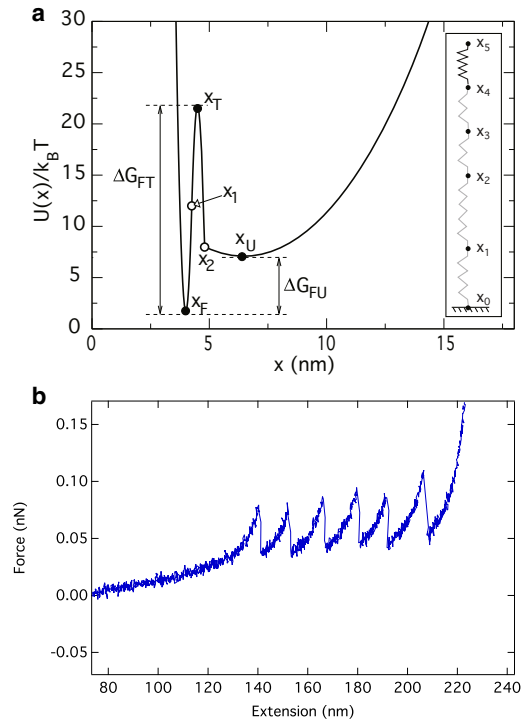 a
30
25
20
15
10
5
0
U(x)/k_BT
x_T
ΔG_FT
x_1
x_2
x_U
ΔG_FU
x_F
x_5
x_4
x_3
x_2
x_1
x_0
0 5 10 15
x (nm)
b
0.15
0.10
0.05
0.00
-0.05
Force (nN)
80 100 120 140 160 180 200 220 240
Extension (nm)